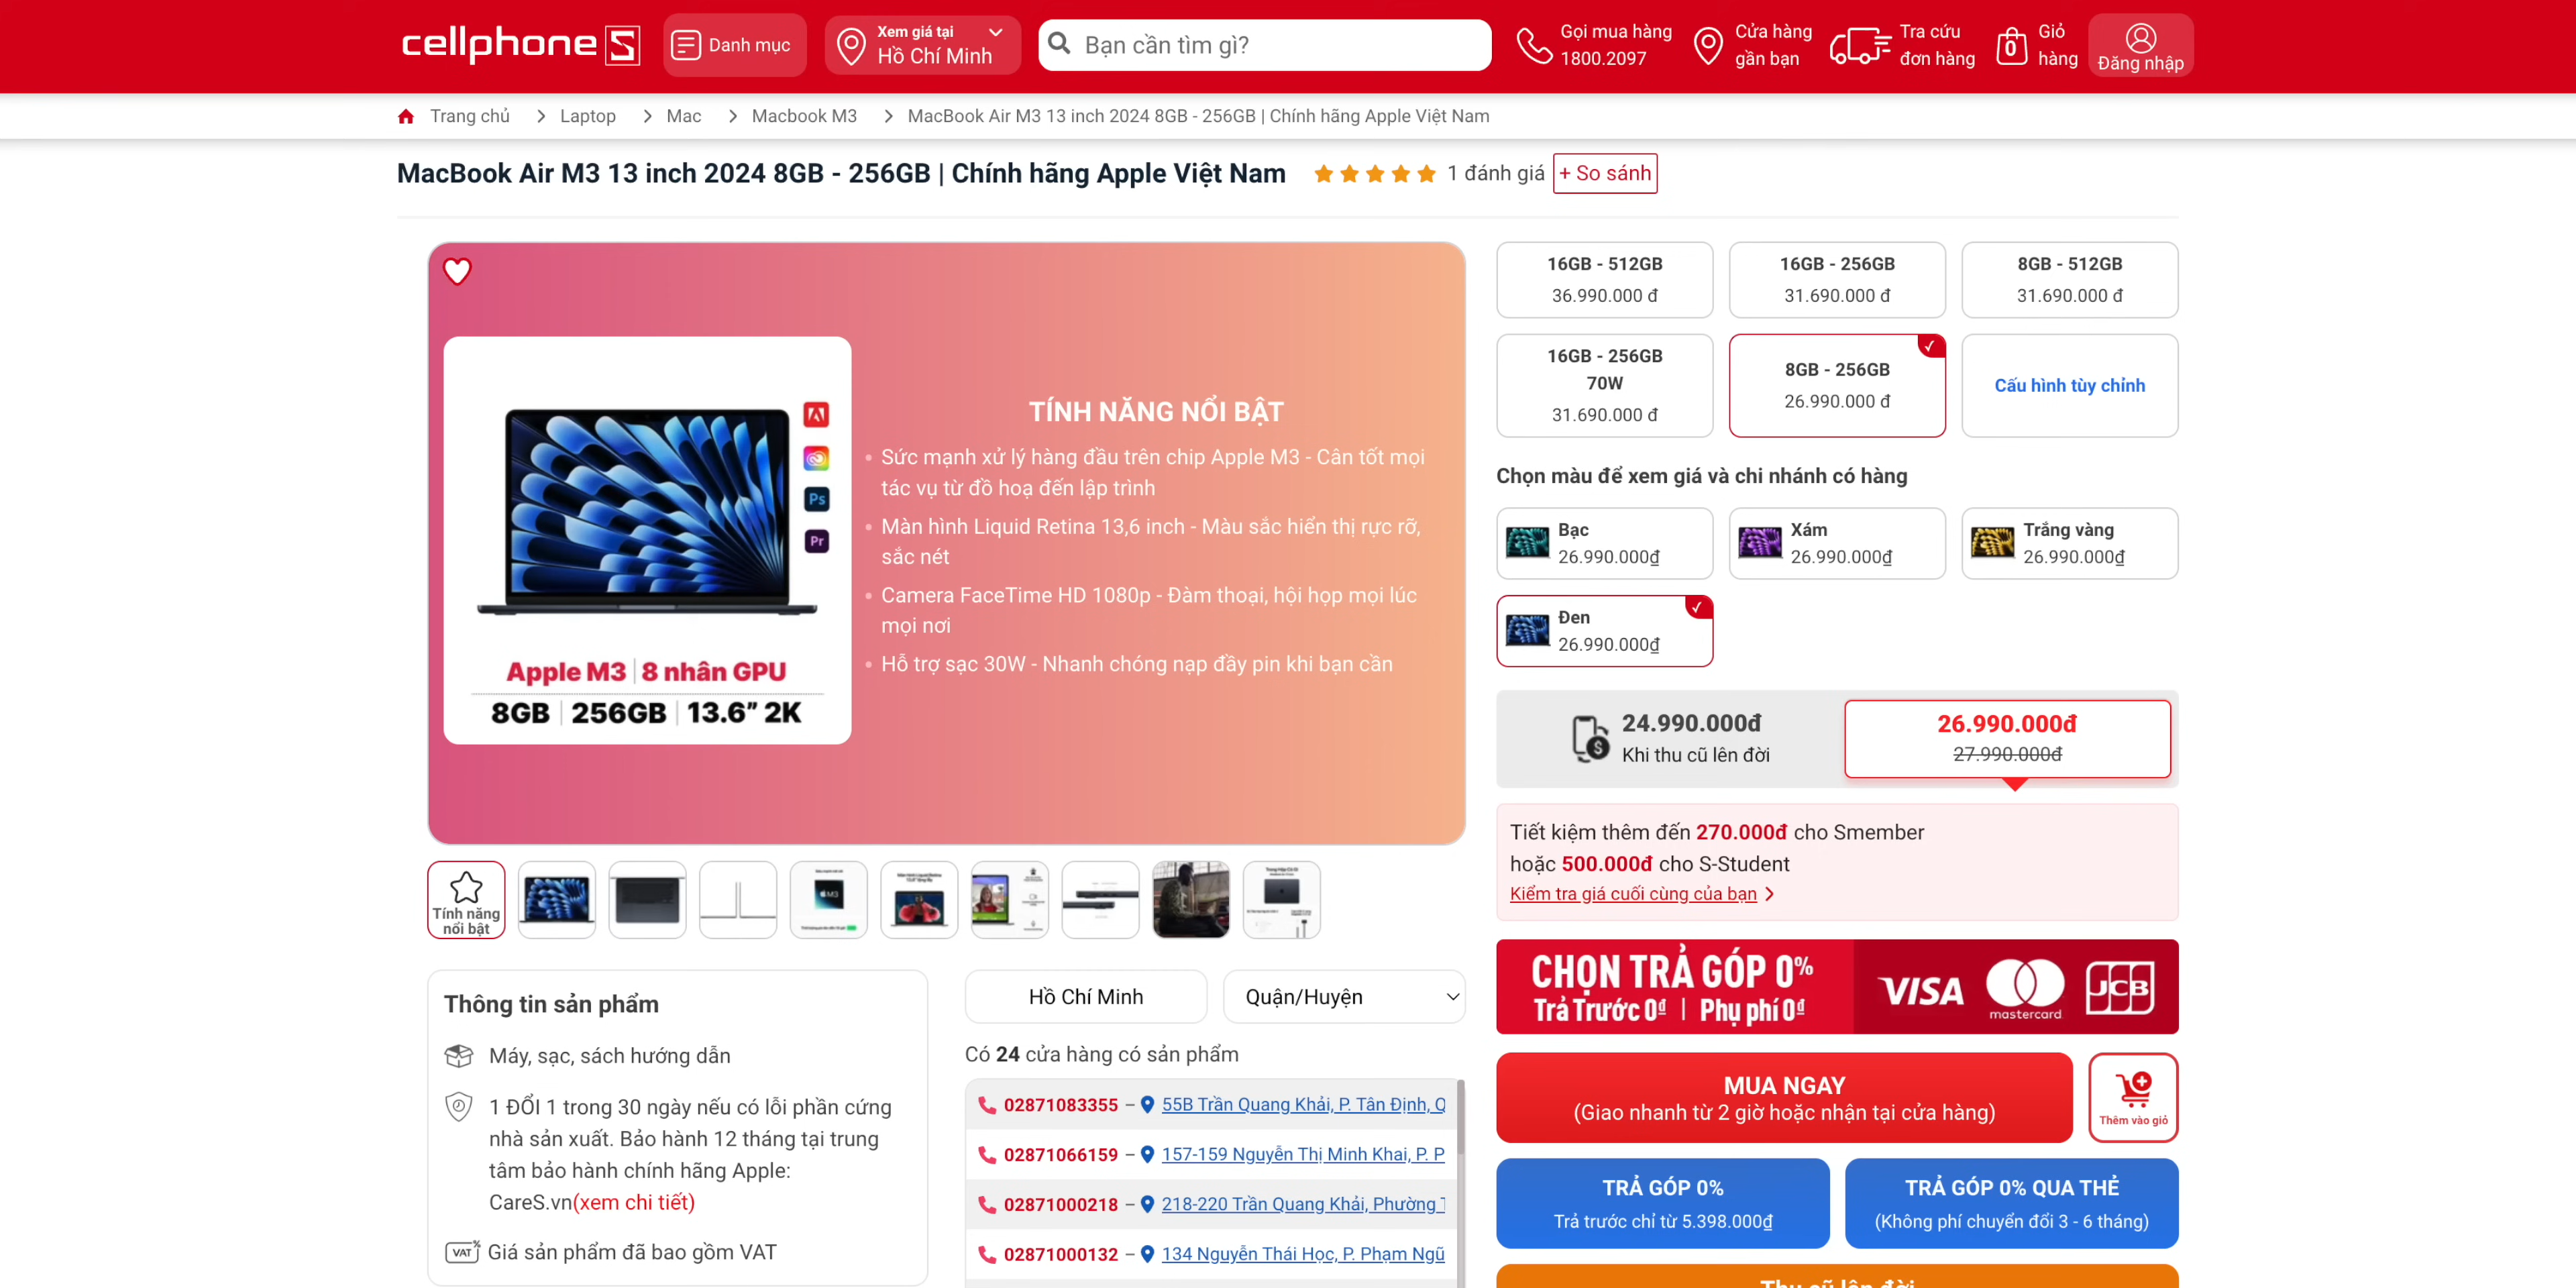 cellphoneS
Danh mục
Xem giá tại
Hồ Chí Minh
Bạn cần tìm gì?
Gọi mua hàng
1800.2097
Cửa hàng
gần bạn
Tra cứu
đơn hàng
0
Giỏ
hàng
Đăng nhập
Trang chủ
Laptop
Mac
Macbook M3
MacBook Air M3 13 inch 2024 8GB - 256GB | Chính hãng Apple Việt Nam
MacBook Air M3 13 inch 2024 8GB - 256GB | Chính hãng Apple Việt Nam
1 đánh giá
+ So sánh
Ps
Pr
Apple M3 | 8 nhân GPU
8GB | 256GB | 13.6” 2K
TÍNH NĂNG NỔI BẬT
Sức mạnh xử lý hàng đầu trên chip Apple M3 - Cân tốt mọi
tác vụ từ đồ hoạ đến lập trình
Màn hình Liquid Retina 13,6 inch - Màu sắc hiển thị rực rỡ,
sắc nét
Camera FaceTime HD 1080p - Đàm thoại, hội họp mọi lúc
mọi nơi
Hỗ trợ sạc 30W - Nhanh chóng nạp đầy pin khi bạn cần
Tính năng
nổi bật
M3
Thông tin sản phẩm
Máy, sạc, sách hướng dẫn
1 ĐỔI 1 trong 30 ngày nếu có lỗi phần cứng
nhà sản xuất. Bảo hành 12 tháng tại trung
tâm bảo hành chính hãng Apple:
CareS.vn(xem chi tiết)
VAT%
Giá sản phẩm đã bao gồm VAT
Hồ Chí Minh
Quận/Huyện
Có 24 cửa hàng có sản phẩm
02871083355 – 55B Trần Quang Khải, P. Tân Định, Q
02871066159 – 157-159 Nguyễn Thị Minh Khai, P. P
02871000218 – 218-220 Trần Quang Khải, Phường
02871000132 – 134 Nguyễn Thái Học, P. Phạm Ngũ
16GB - 512GB
36.990.000 đ
16GB - 256GB
31.690.000 đ
8GB - 512GB
31.690.000 đ
16GB - 256GB
70W
31.690.000 đ
8GB - 256GB
26.990.000 đ
Cấu hình tùy chỉnh
Chọn màu để xem giá và chi nhánh có hàng
Bạc
26.990.000₫
Xám
26.990.000₫
Trắng vàng
26.990.000₫
Đen
26.990.000₫
24.990.000đ
Khi thu cũ lên đời
26.990.000đ
27.990.000đ
Tiết kiệm thêm đến 270.000đ cho Smember
hoặc 500.000đ cho S-Student
Kiểm tra giá cuối cùng của bạn
CHỌN TRẢ GÓP 0%
Trả Trước 0đ | Phụ phí 0đ
VISA
mastercard
JCB
MUA NGAY
(Giao nhanh từ 2 giờ hoặc nhận tại cửa hàng)
Thêm vào giỏ
TRẢ GÓP 0%
Trả trước chỉ từ 5.398.000₫
TRẢ GÓP 0% QUA THẺ
(Không phí chuyển đổi 3 - 6 tháng)
Thu cũ lên đời